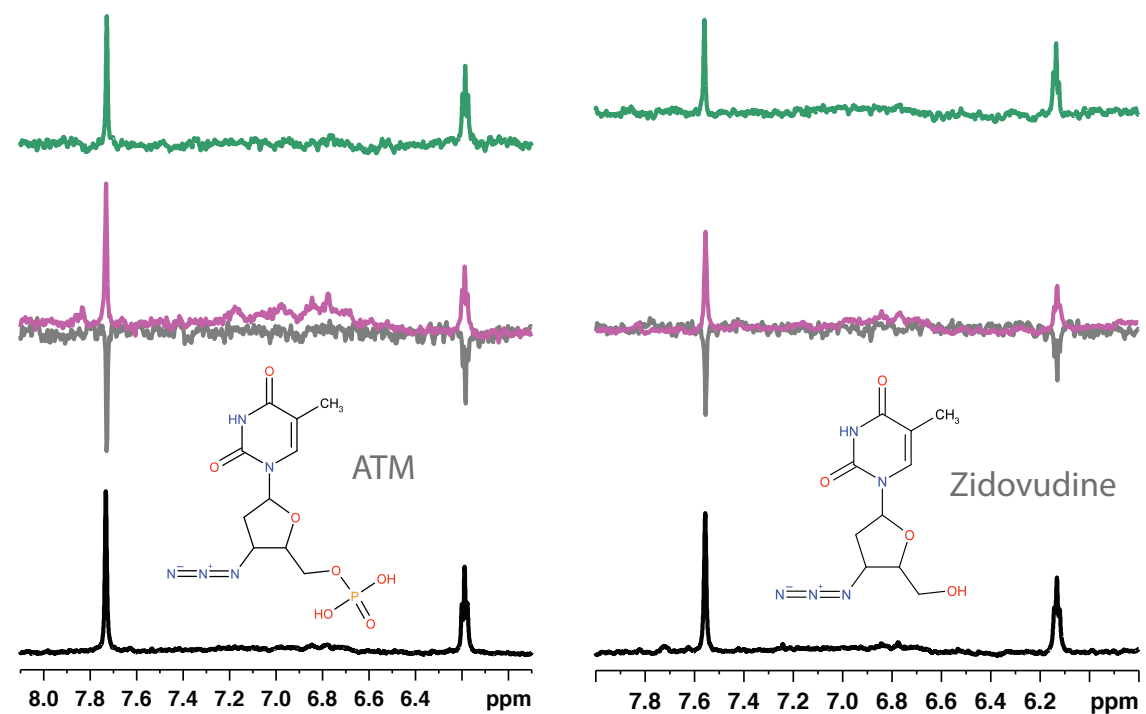 O
HN
CH₃
O
N
ATM
O
N⁻ N⁺ N
O
OH
P
HO
O
8.0 7.8 7.6 7.4 7.2 7.0 6.8 6.6 6.4 ppm
O
HN
CH₃
O
N
Zidovudine
O
N⁻ N⁺ N
OH
7.8 7.6 7.4 7.2 7.0 6.8 6.6 6.4 6.2 ppm